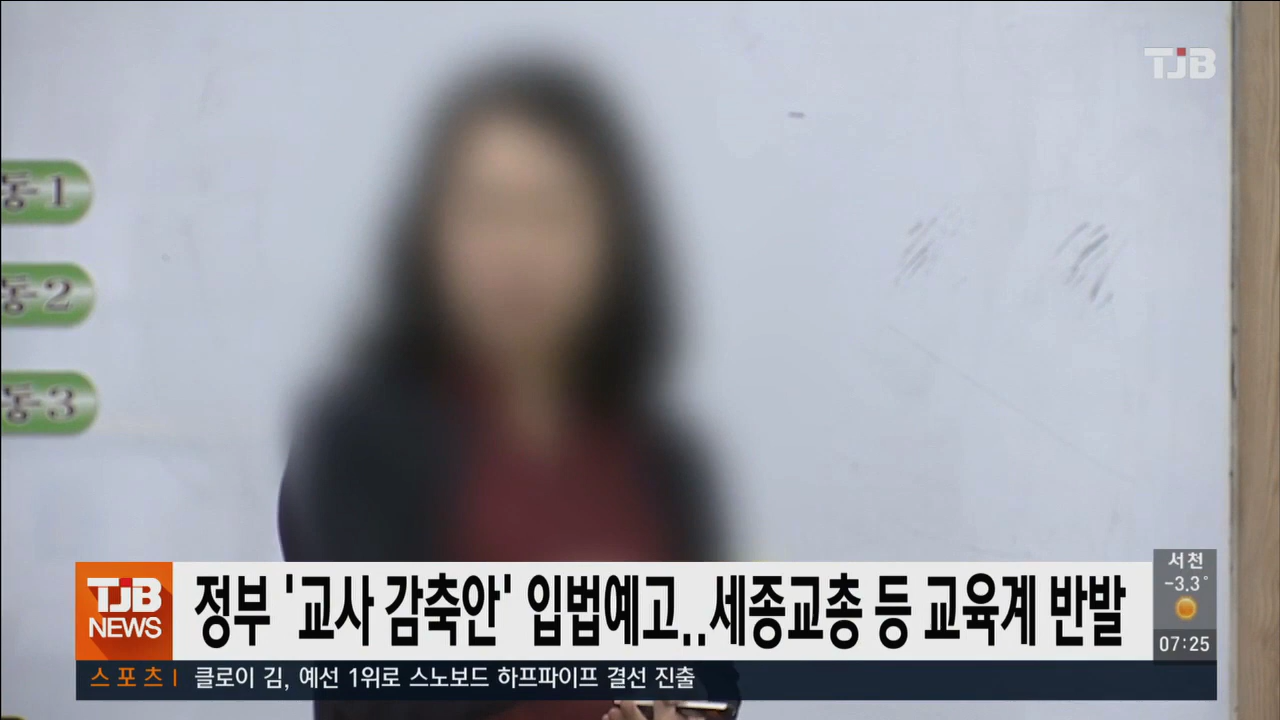 TJB
동1
동2
동3
서천
-3.3°
07:25
TJB
NEWS
정부 '교사 감축안' 입법예고..세종교총 등 교육계 반발
스포츠 | 클로이 김, 예선 1위로 스노보드 하프파이프 결선 진출